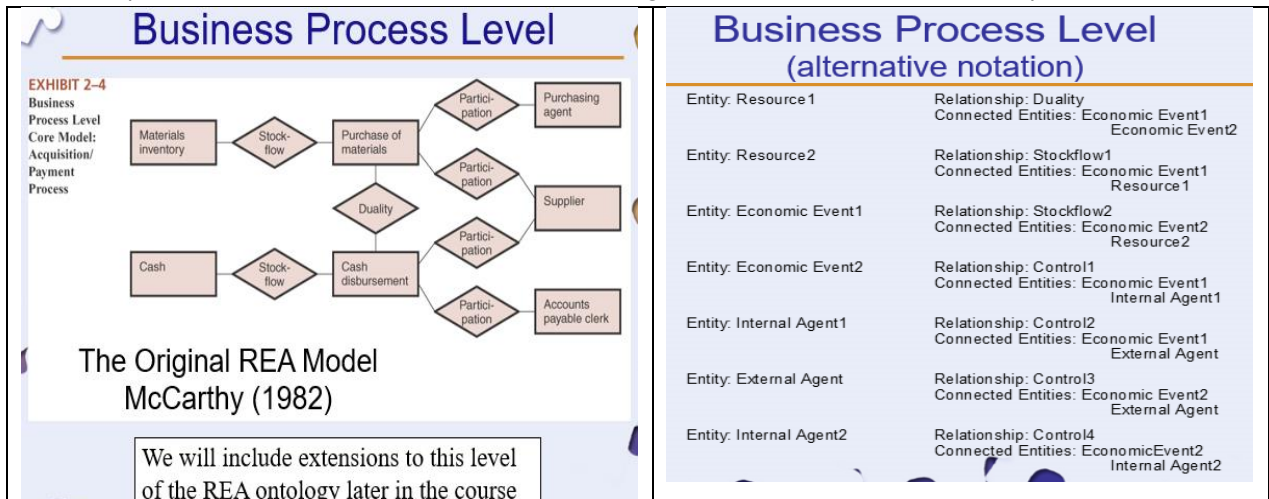 Business Process Level
EXHIBIT 2–4
Business
Process Level
Core Model:
Acquisition/
Payment
Process
Materials
inventory
Stock-
flow
Purchase of
materials
Partici-
pation
Purchasing
agent
Partici-
pation
Supplier
Duality
Partici-
pation
Cash
Stock-
flow
Cash
disbursement
Partici-
pation
Accounts
payable clerk
The Original REA Model
McCarthy (1982)
We will include extensions to this level
of the REA ontology later in the course
Business Process Level
(alternative notation)
Entity: Resource1
Relationship: Duality
Connected Entities: Economic Event1
Economic Event2
Entity: Resource2
Relationship: Stockflow1
Connected Entities: Economic Event1
Resource1
Entity: Economic Event1
Relationship: Stockflow2
Connected Entities: Economic Event2
Resource2
Entity: Economic Event2
Relationship: Control1
Connected Entities: Economic Event1
Internal Agent1
Entity: Internal Agent1
Relationship: Control2
Connected Entities: Economic Event1
External Agent
Entity: External Agent
Relationship: Control3
Connected Entities: Economic Event2
External Agent
Entity: Internal Agent2
Relationship: Control4
Connected Entities: EconomicEvent2
Internal Agent2